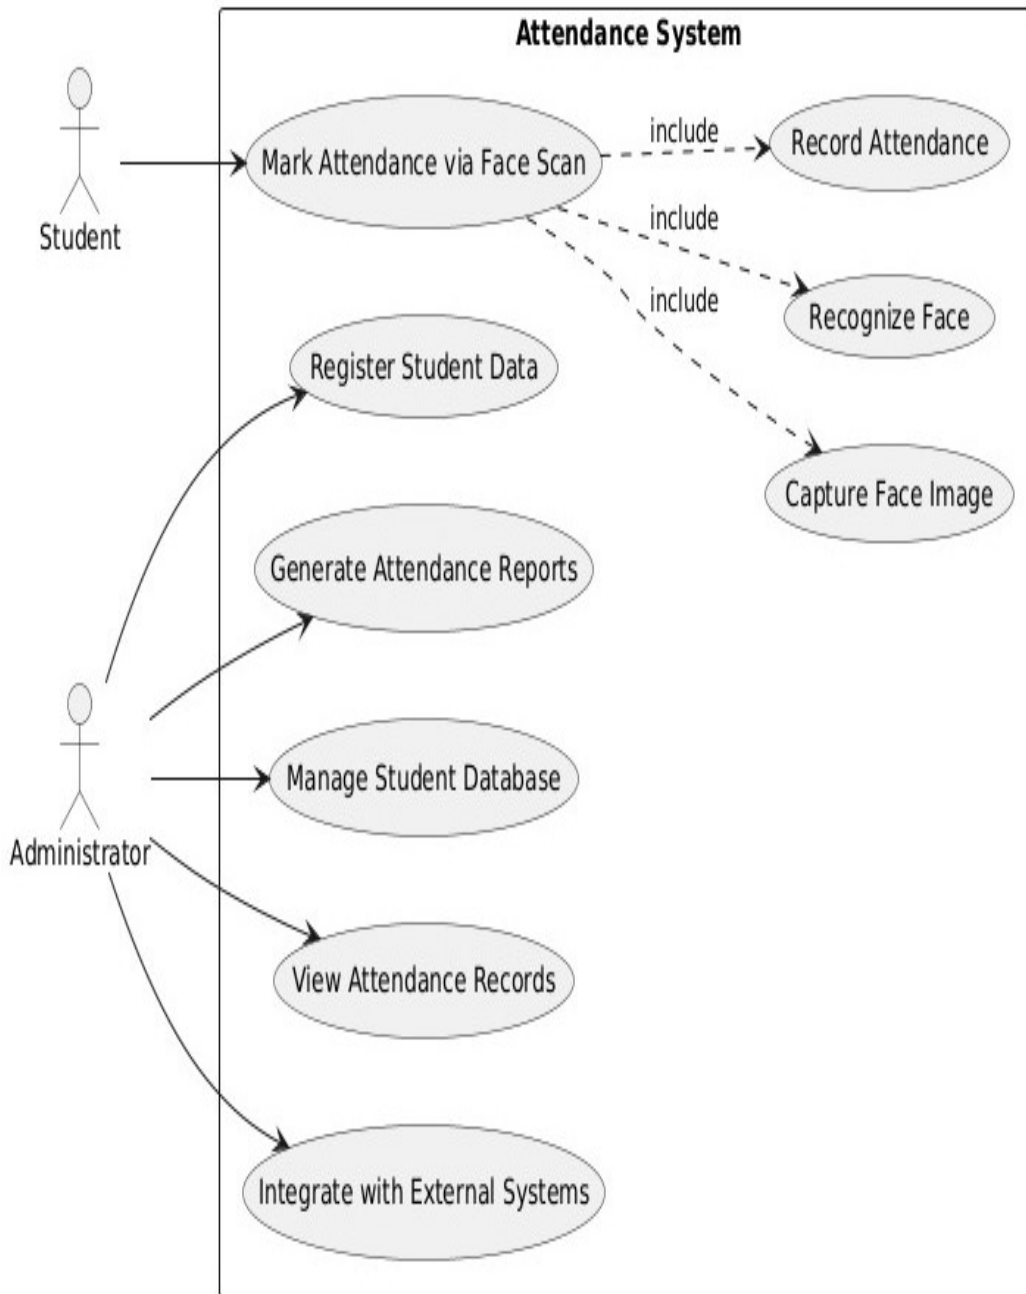 Attendance System
Student
Mark Attendance via Face Scan
include
Record Attendance
include
Recognize Face
include
Capture Face Image
Register Student Data
Generate Attendance Reports
Administrator
Manage Student Database
View Attendance Records
Integrate with External Systems